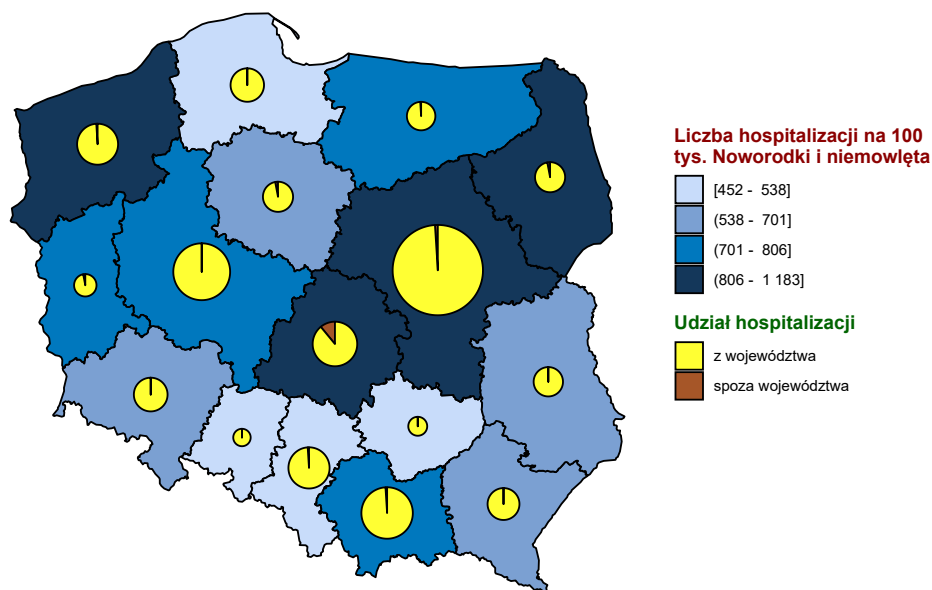 Liczba hospitalizacji na 100
tys. Noworodki i niemowlęta
[452 - 538]
(538 - 701]
(701 - 806]
(806 - 1 183]
Udział hospitalizacji
z województwa
spoza województwa